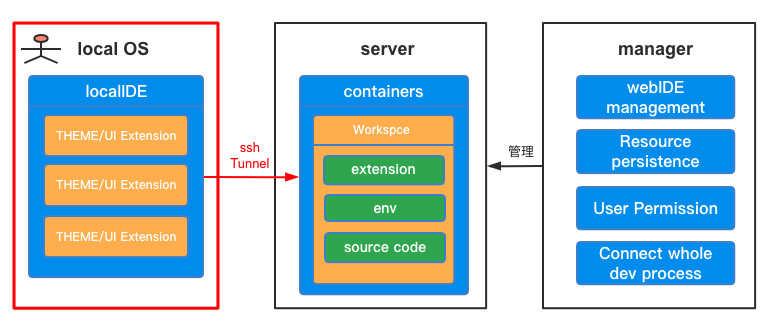 local OS
localIDE
THEME/UI Extension
THEME/UI Extension
THEME/UI Extension
ssh
Tunnel
server
containers
Workspce
extension
env
source code
管理
manager
webIDE
management
Resource
persistence
User Permission
Connect whole
dev process